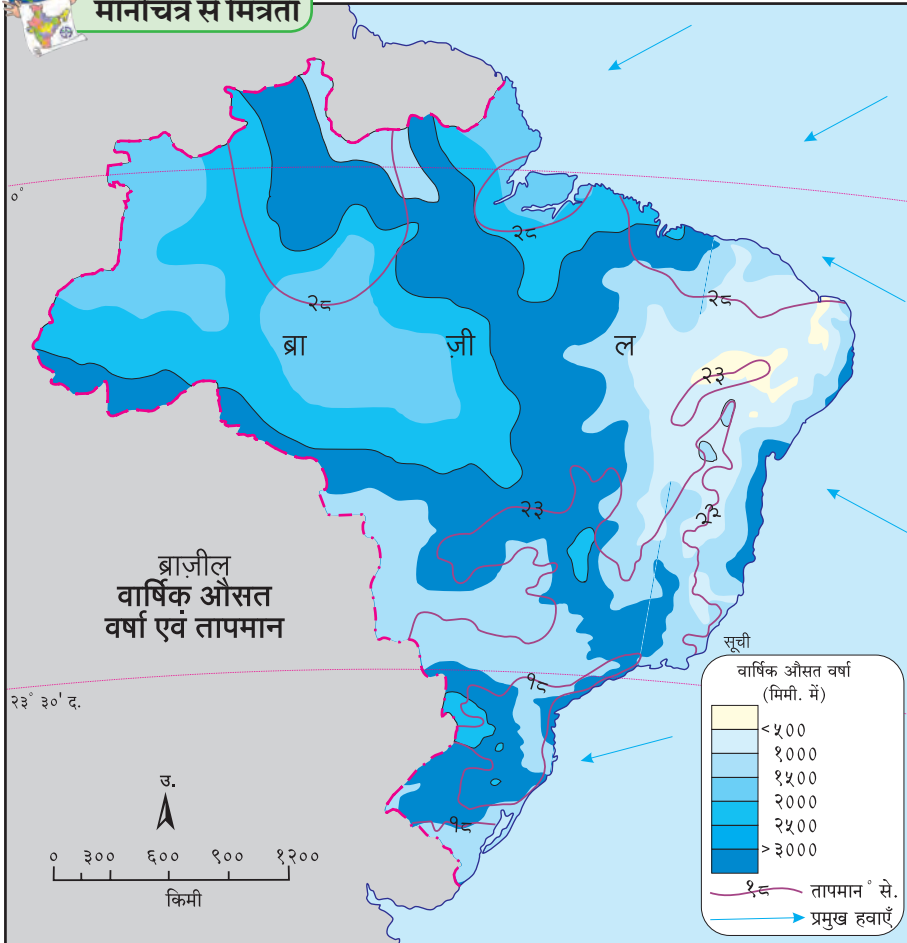 मानचित्र से मित्रता
०°
२८
२८
२८
ब्राज़ील
२३
२३
२२
ब्राज़ील
वार्षिक औसत
वर्षा एवं तापमान
सूची
वार्षिक औसत वर्षा
(मिमी. में)
<५००
१०००
१५००
२०००
२५००
>३०००
१८ तापमान ° से.
प्रमुख हवाएँ
१८
२३° ३०' द.
उ.
१८
० ३०० ६०० ९०० १२००
किमी